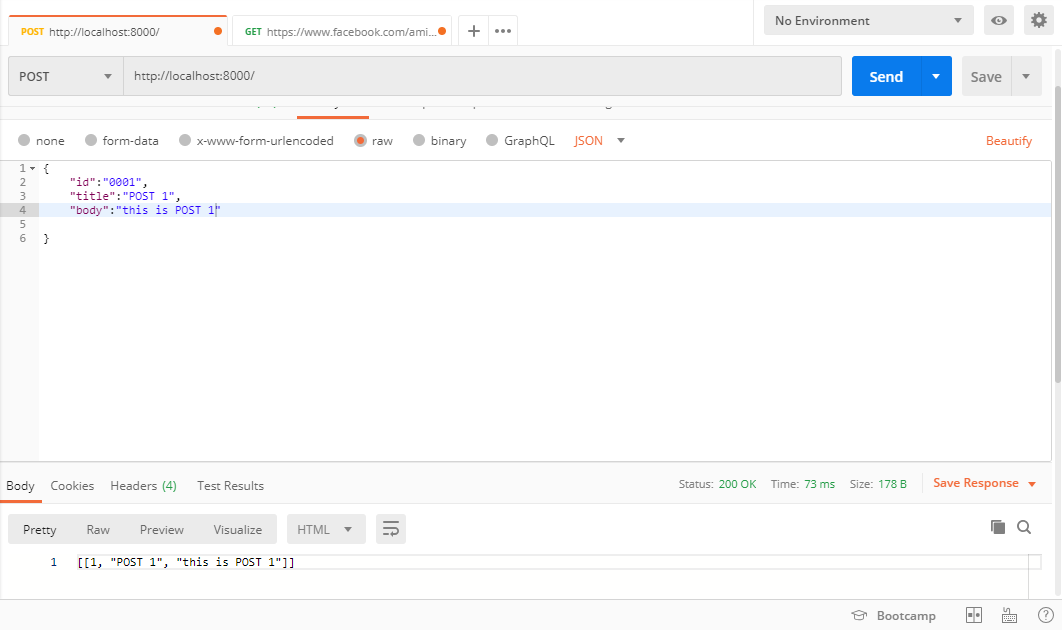 POST http://localhost:8000/ GET https://www.facebook.com/ami... + ••• No Environment
POST http://localhost:8000/ Send Save
none form-data x-www-form-urlencoded raw binary GraphQL JSON Beautify
1 {
2 "id":"0001",
3 "title":"POST 1",
4 "body":"this is POST 1"
5
6 }
Body Cookies Headers (4) Test Results Status: 200 OK Time: 73 ms Size: 178 B Save Response
Pretty Raw Preview Visualize HTML
1 [[1, "POST 1", "this is POST 1"]]
Bootcamp